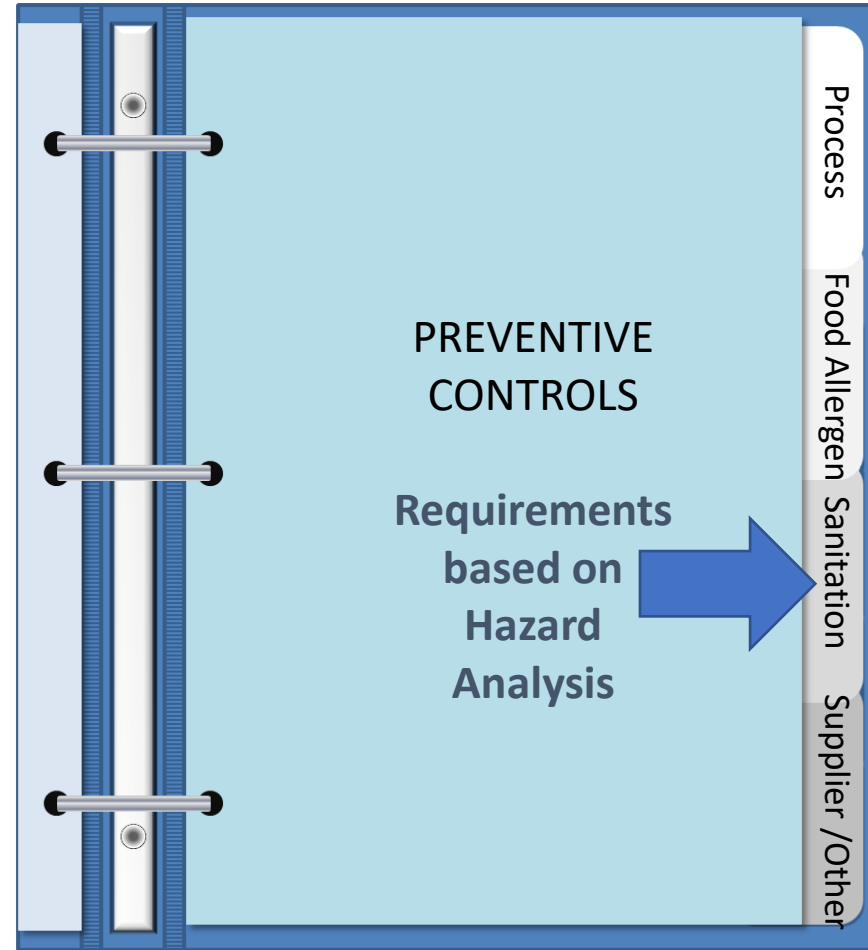 PREVENTIVE
CONTROLS
Requirements
based on
Hazard
Analysis
Process
Food Allergen
Sanitation
Supplier /Other